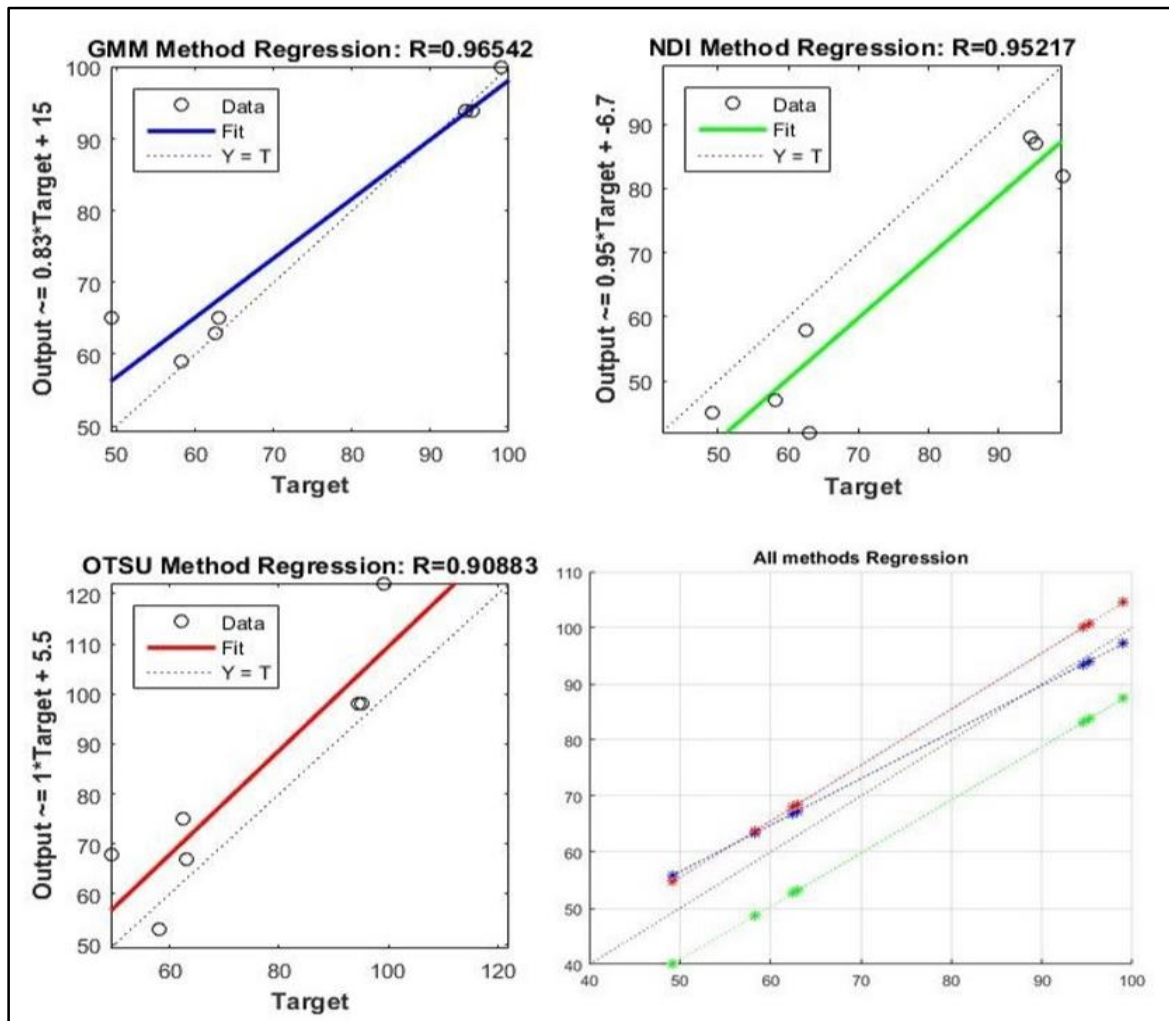 GMM Method Regression: R=0.96542
Output ~= 0.83*Target + 15
100
90
80
70
60
50
Data
Fit
Y = T
50 60 70 80 90 100
Target
NDI Method Regression: R=0.95217
Output ~= 0.95*Target + -6.7
90
80
70
60
50
Data
Fit
Y = T
50 60 70 80 90
Target
OTSU Method Regression: R=0.90883
Output ~= 1*Target + 5.5
120
110
100
90
80
70
60
50
Data
Fit
Y = T
60 80 100 120
Target
All methods Regression
110
100
90
80
70
60
50
40
40 50 60 70 80 90 100